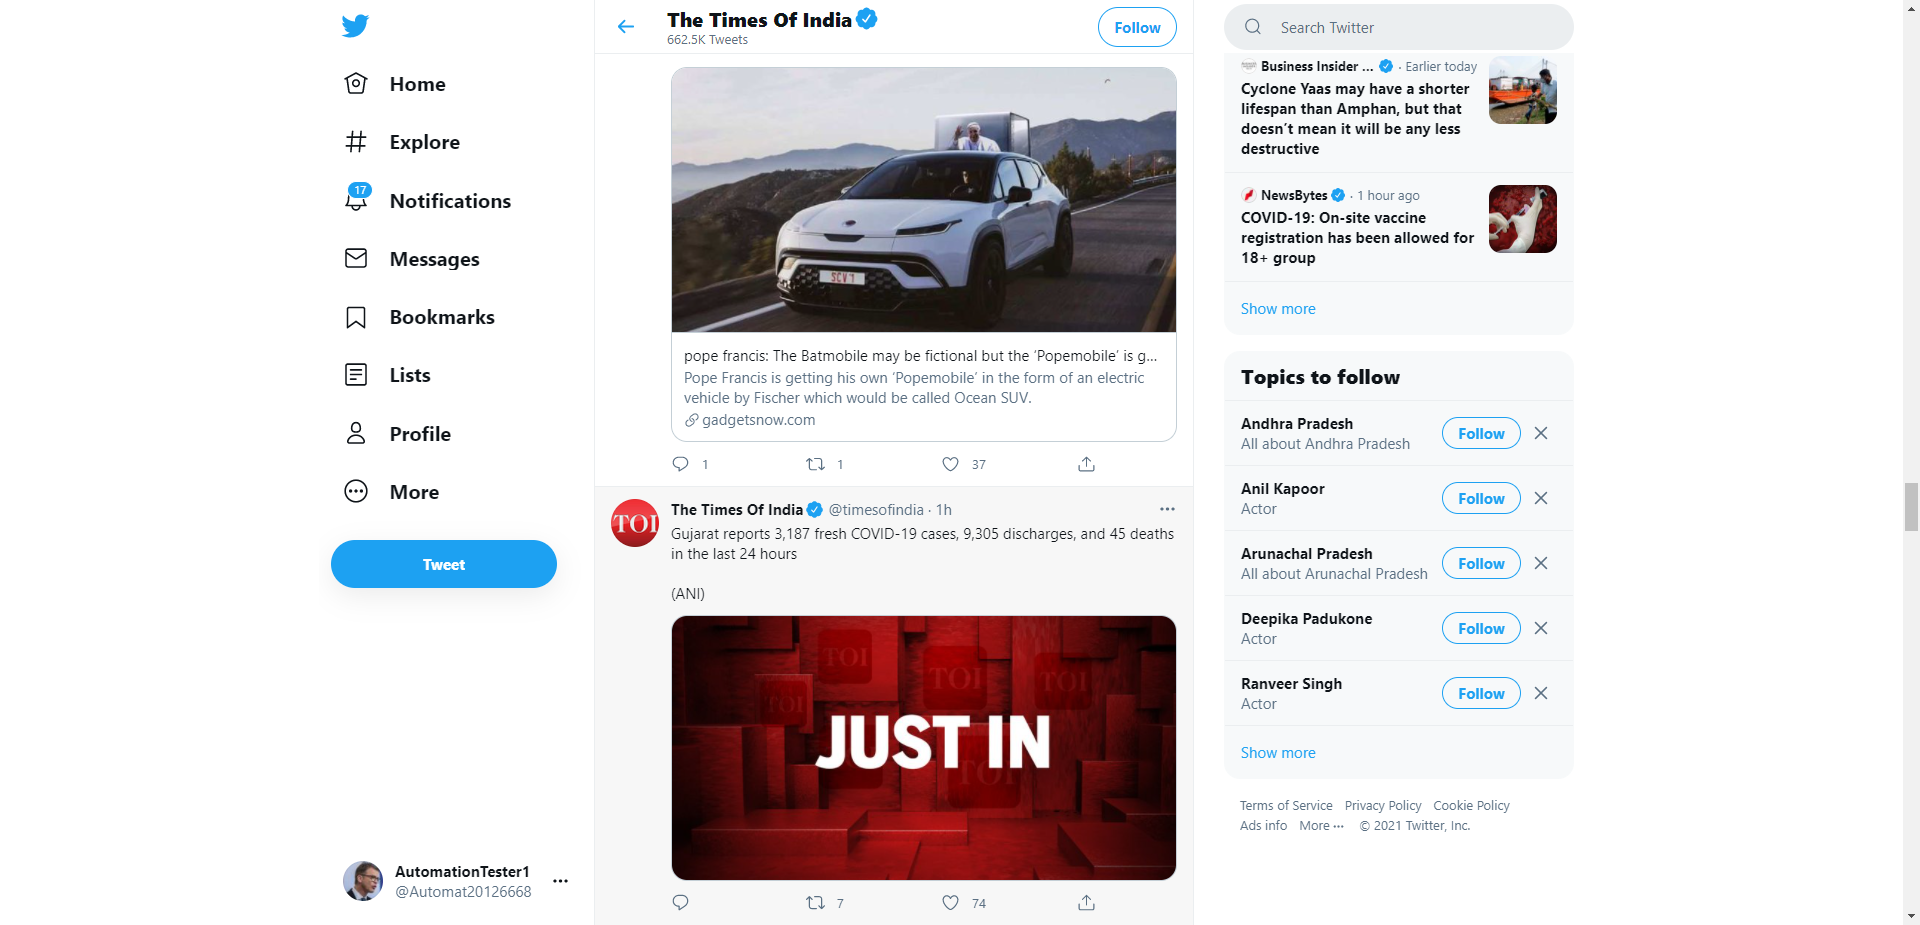 Home
Explore
17
Notifications
Messages
Bookmarks
Lists
Profile
More
Tweet
AutomationTester1
@Automat20126668
The Times Of India
662.5K Tweets
Follow
SCV 1
pope francis: The Batmobile may be fictional but the ‘Popemobile’ is g...
Pope Francis is getting his own ‘Popemobile’ in the form of an electric
vehicle by Fischer which would be called Ocean SUV.
gadgetsnow.com
1
1
37
TOI
The Times Of India @timesofindia · 1h
Gujarat reports 3,187 fresh COVID-19 cases, 9,305 discharges, and 45 deaths
in the last 24 hours
(ANI)
TOI
TOI
TOI
TOI
JUST IN
TOI
7
74
Search Twitter
Business Insider ... · Earlier today
Cyclone Yaas may have a shorter
lifespan than Amphan, but that
doesn’t mean it will be any less
destructive
NewsBytes · 1 hour ago
COVID-19: On-site vaccine
registration has been allowed for
18+ group
Show more
Topics to follow
Andhra Pradesh
All about Andhra Pradesh
Follow
Anil Kapoor
Actor
Follow
Arunachal Pradesh
All about Arunachal Pradesh
Follow
Deepika Padukone
Actor
Follow
Ranveer Singh
Actor
Follow
Show more
Terms of Service Privacy Policy Cookie Policy
Ads info More ··· © 2021 Twitter, Inc.